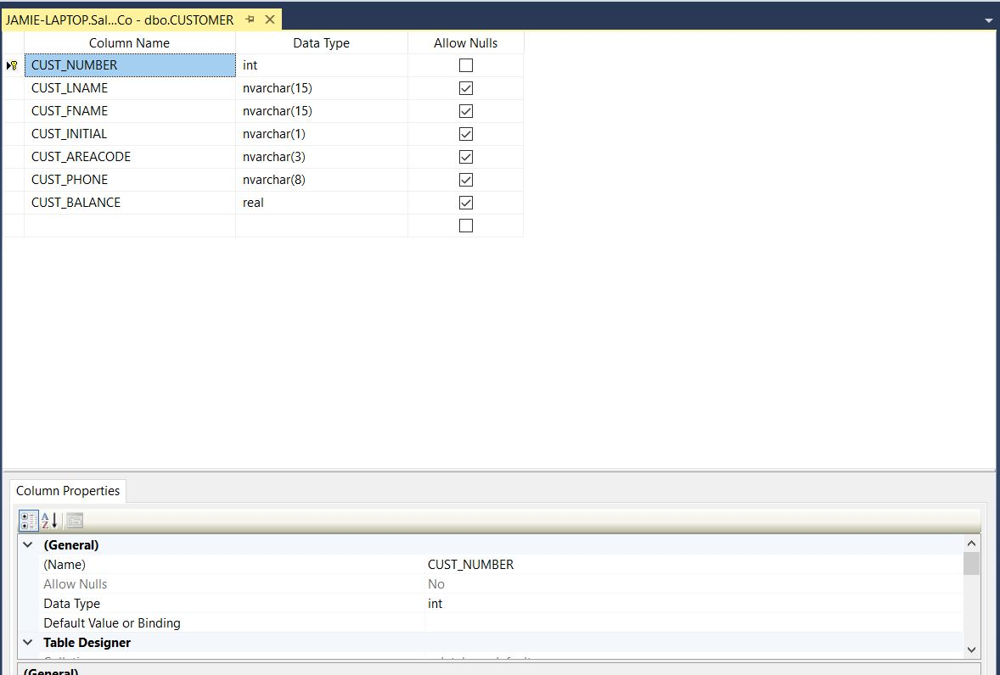 JAMIE-LAPTOP.Sal...Co - dbo.CUSTOMER
Column Name Data Type Allow Nulls
CUST_NUMBER int
CUST_LNAME nvarchar(15)
CUST_FNAME nvarchar(15)
CUST_INITIAL nvarchar(1)
CUST_AREACODE nvarchar(3)
CUST_PHONE nvarchar(8)
CUST_BALANCE real
Column Properties
(General)
(Name) CUST_NUMBER
Allow Nulls No
Data Type int
Default Value or Binding
Table Designer
(General)